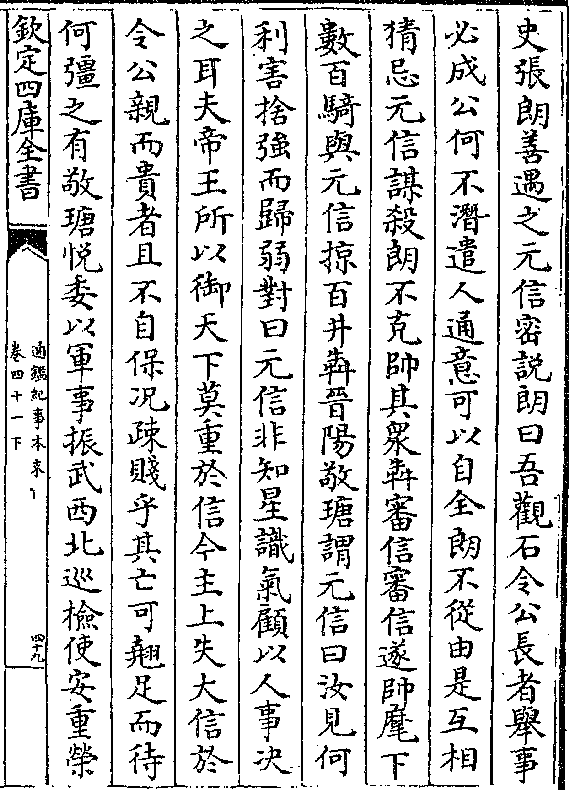 史張朗善遇之元信密説朗曰吾觀石令公長者舉事
必成公何不潛遣人通意可以自全朗不從由是互相
猜忌元信謀殺朗不克帥其衆犇審信審信遂帥麾下
數百騎與元信掠百井犇晉陽敬瑭謂元信曰汝見何
利害捨強而歸弱對曰元信非知星識氣顧以人事決
之耳夫帝王所以御天下莫重於信今主上失大信於
令公親而貴者且不自保况疎賤乎其亡可翹足而待
何彊之有敬瑭悦委以軍事振武西北巡檢使安重榮
欽定四庫全書
通鑑紀事本末
卷四十一下
四十九